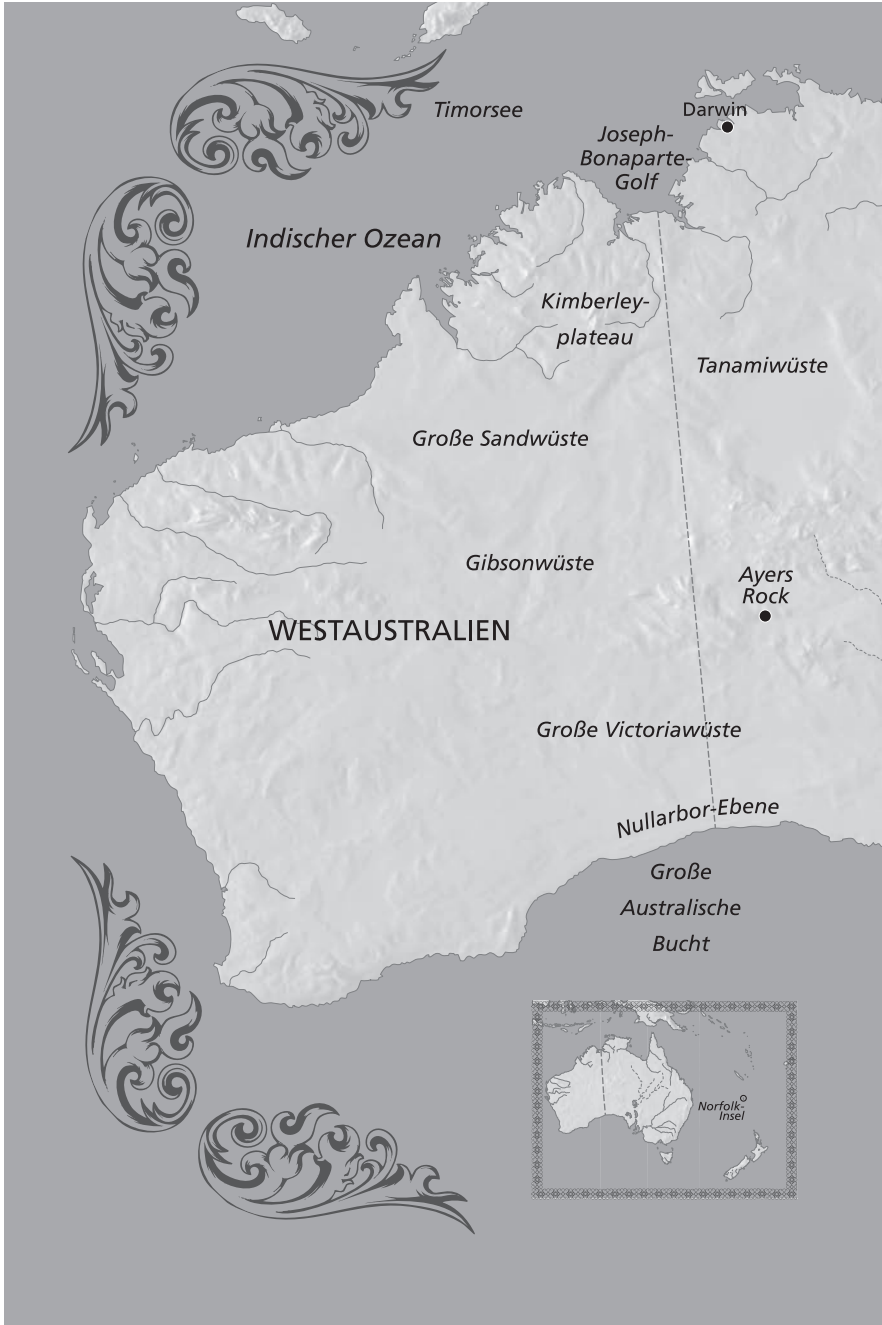 Timorsee
Darwin
Joseph-
Bonaparte-
Golf
Indischer Ozean
Kimberley-
plateau
Tanamiwüste
Große Sandwüste
Gibsonwüste
Ayers
Rock
WESTAUSTRALIEN
Große Victoriawüste
Nullarbor-Ebene
Große
Australische
Bucht
Norfolk-
Insel